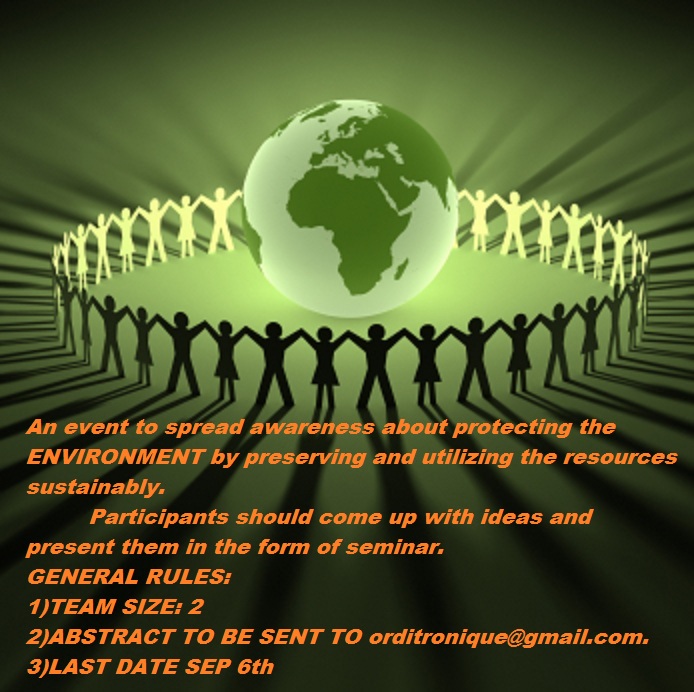 An event to spread awareness about protecting the
ENVIRONMENT by preserving and utilizing the resources
sustainably.
Participants should come up with ideas and
present them in the form of seminar.
GENERAL RULES:
1)TEAM SIZE: 2
2)ABSTRACT TO BE SENT TO orditronique@gmail.com.
3)LAST DATE SEP 6th